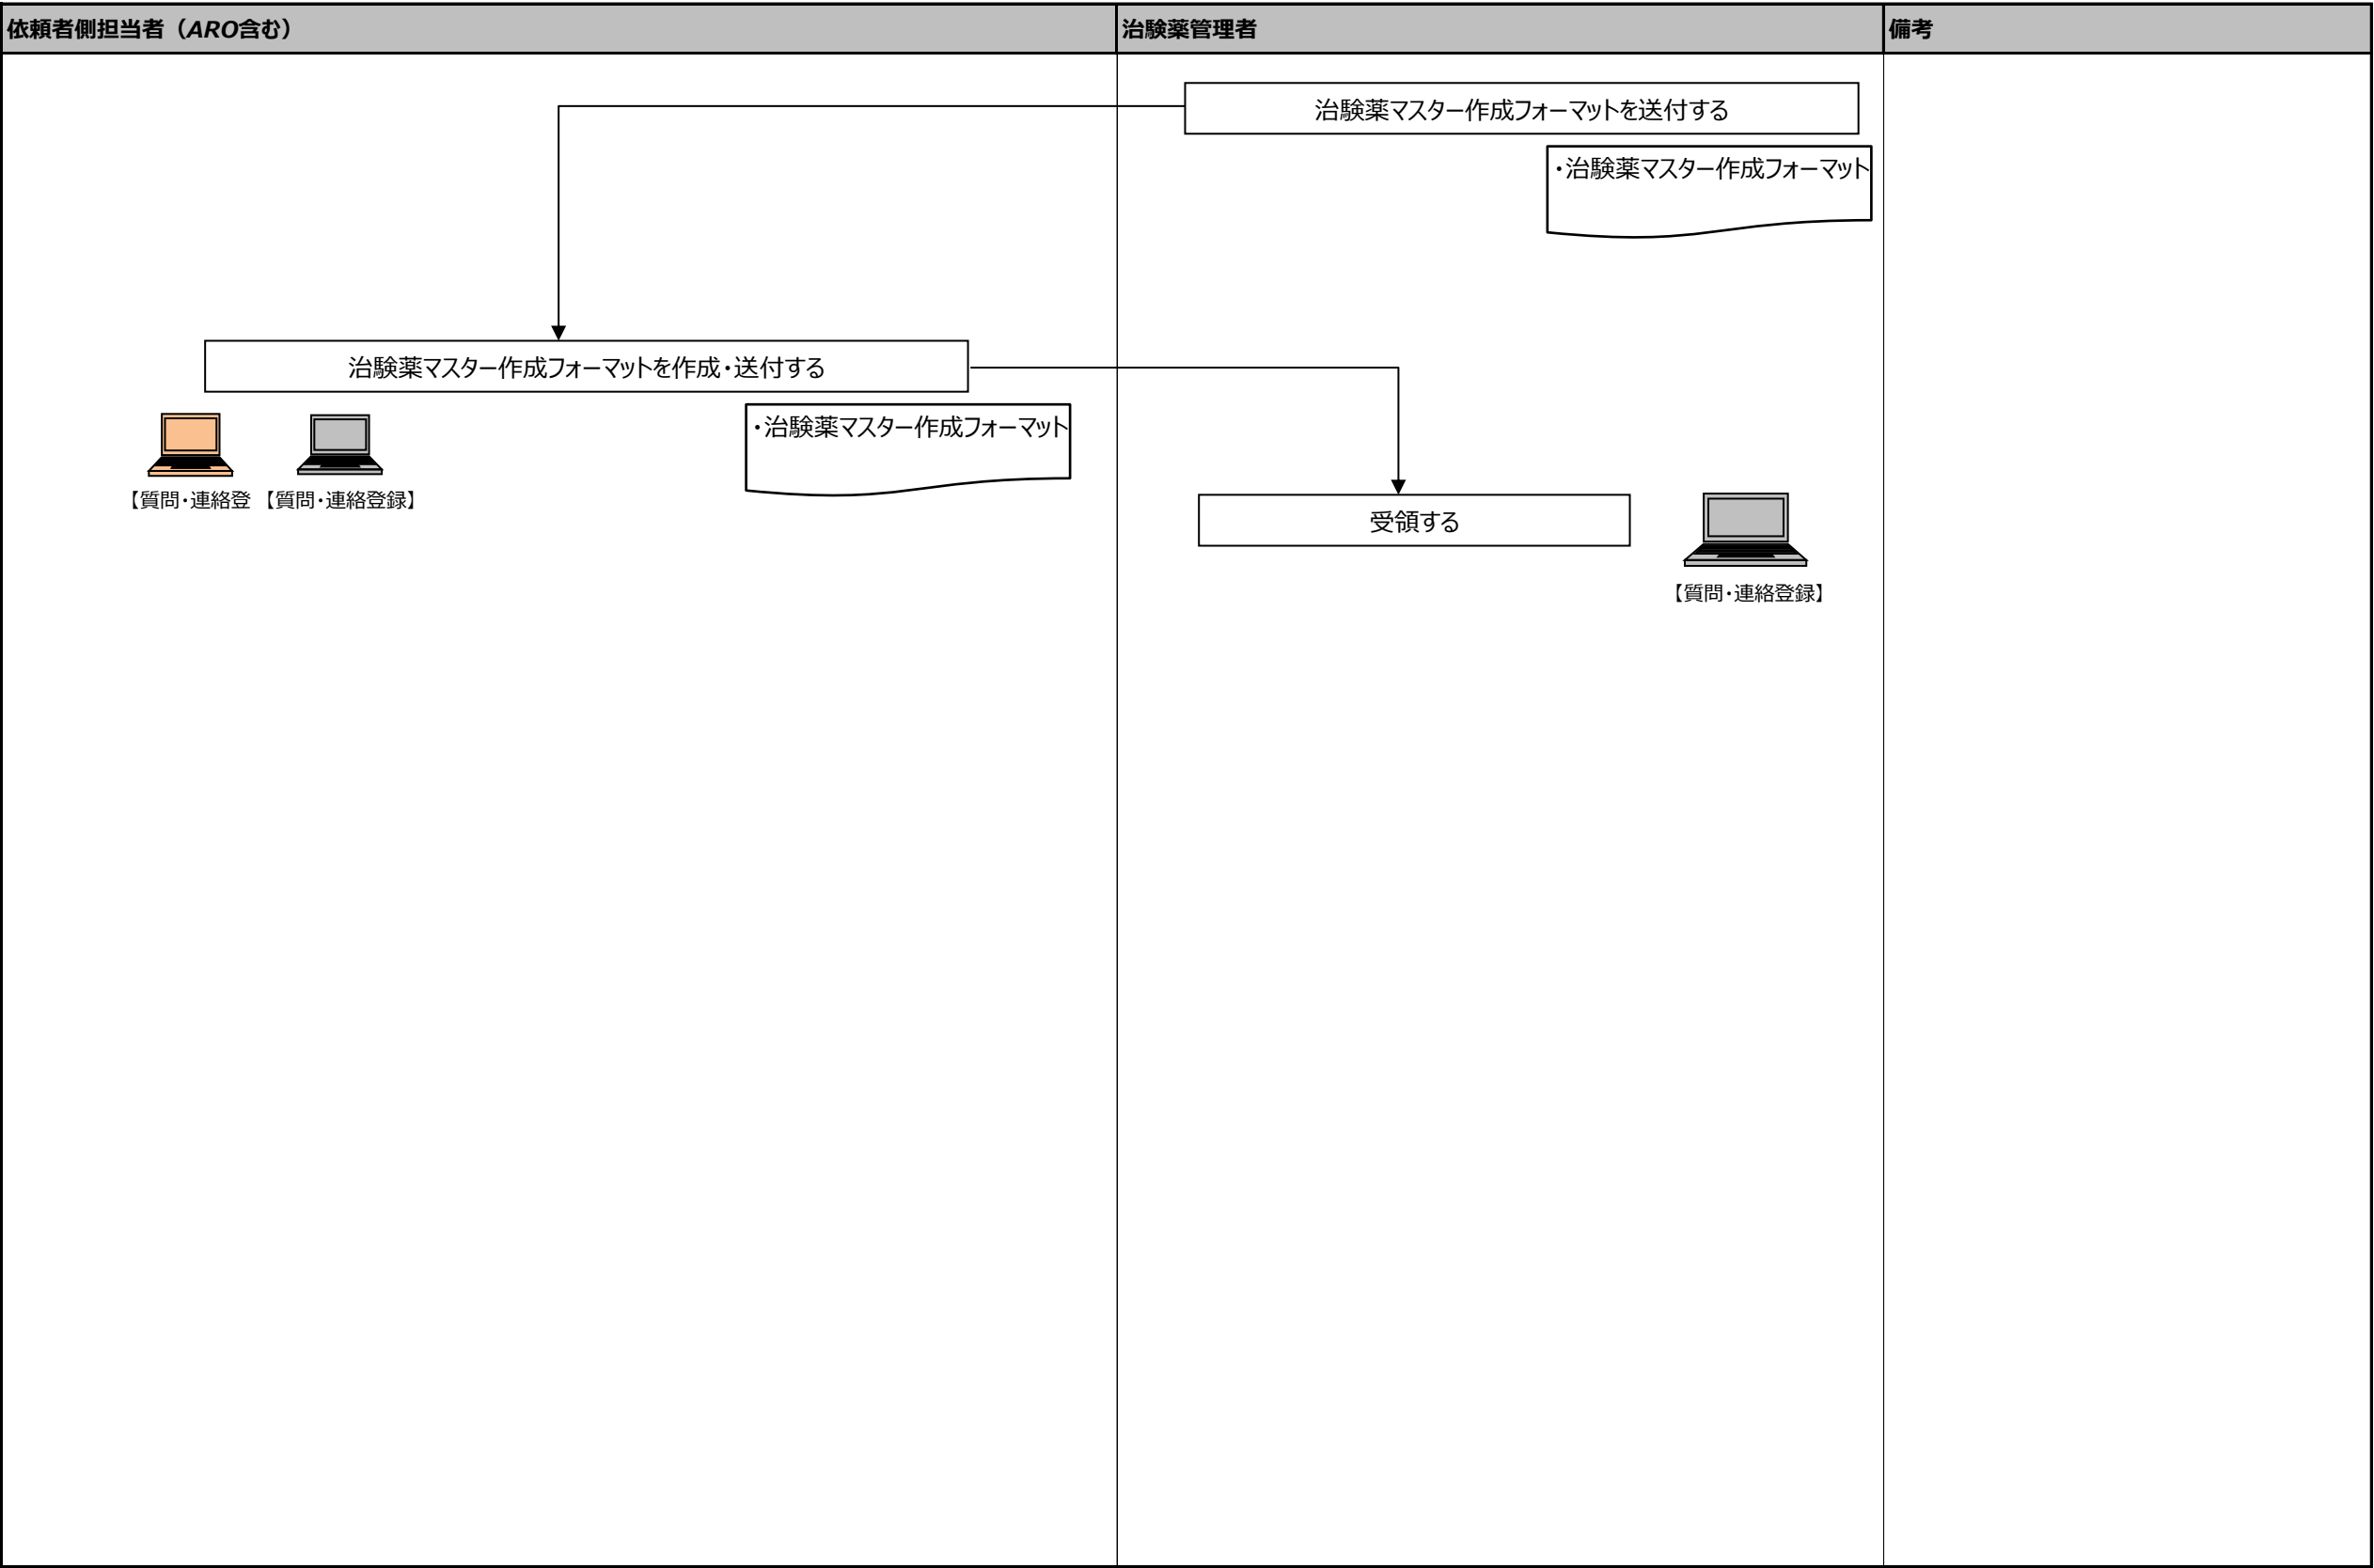 依頼者側担当者（ARO含む）
治験薬管理者
備考
治験薬マスター作成フォーマットを送付する
・治験薬マスター作成フォーマット
治験薬マスター作成フォーマットを作成・送付する
・治験薬マスター作成フォーマット
【質問・連絡登
【質問・連絡登録】
受領する
【質問・連絡登録】